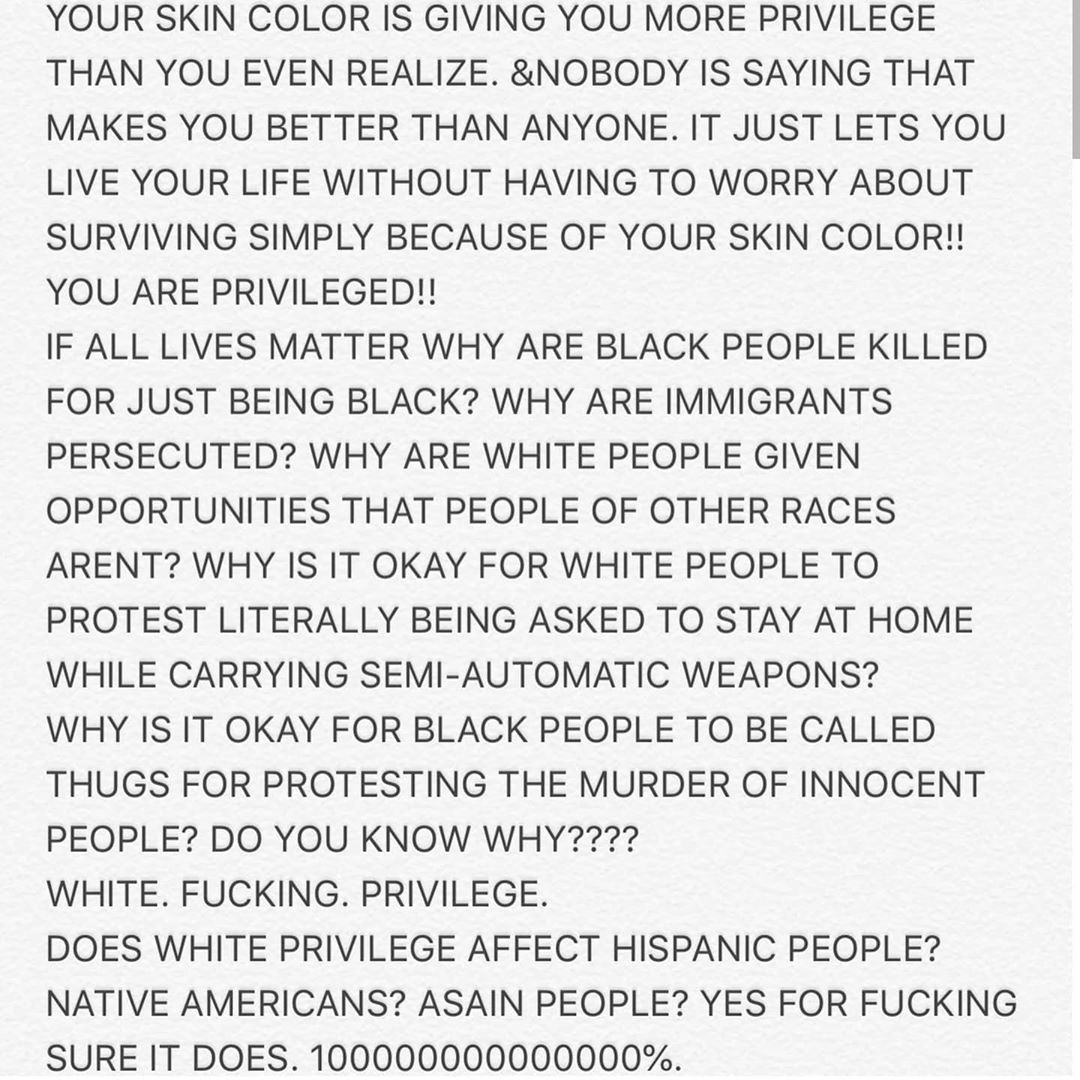 YOUR SKIN COLOR IS GIVING YOU MORE PRIVILEGE
THAN YOU EVEN REALIZE. &NOBODY IS SAYING THAT
MAKES YOU BETTER THAN ANYONE. IT JUST LETS YOU
LIVE YOUR LIFE WITHOUT HAVING TO WORRY ABOUT
SURVIVING SIMPLY BECAUSE OF YOUR SKIN COLOR!!
YOU ARE PRIVILEGED!!
IF ALL LIVES MATTER WHY ARE BLACK PEOPLE KILLED
FOR JUST BEING BLACK? WHY ARE IMMIGRANTS
PERSECUTED? WHY ARE WHITE PEOPLE GIVEN
OPPORTUNITIES THAT PEOPLE OF OTHER RACES
ARENT? WHY IS IT OKAY FOR WHITE PEOPLE TO
PROTEST LITERALLY BEING ASKED TO STAY AT HOME
WHILE CARRYING SEMI-AUTOMATIC WEAPONS?
WHY IS IT OKAY FOR BLACK PEOPLE TO BE CALLED
THUGS FOR PROTESTING THE MURDER OF INNOCENT
PEOPLE? DO YOU KNOW WHY????
WHITE. FUCKING. PRIVILEGE.
DOES WHITE PRIVILEGE AFFECT HISPANIC PEOPLE?
NATIVE AMERICANS? ASAIN PEOPLE? YES FOR FUCKING
SURE IT DOES. 1000000000000000%.